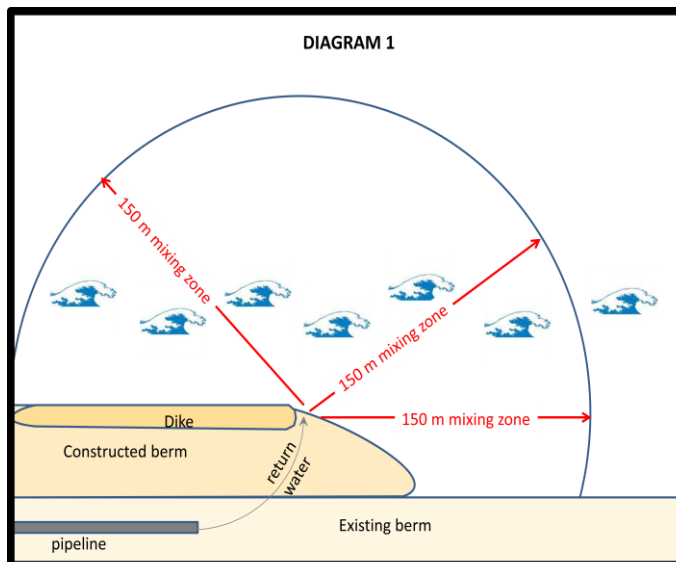 DIAGRAM 1
150 m mixing zone
150 m mixing zone
150 m mixing zone
Dike
Constructed berm
return
water
Existing berm
pipeline